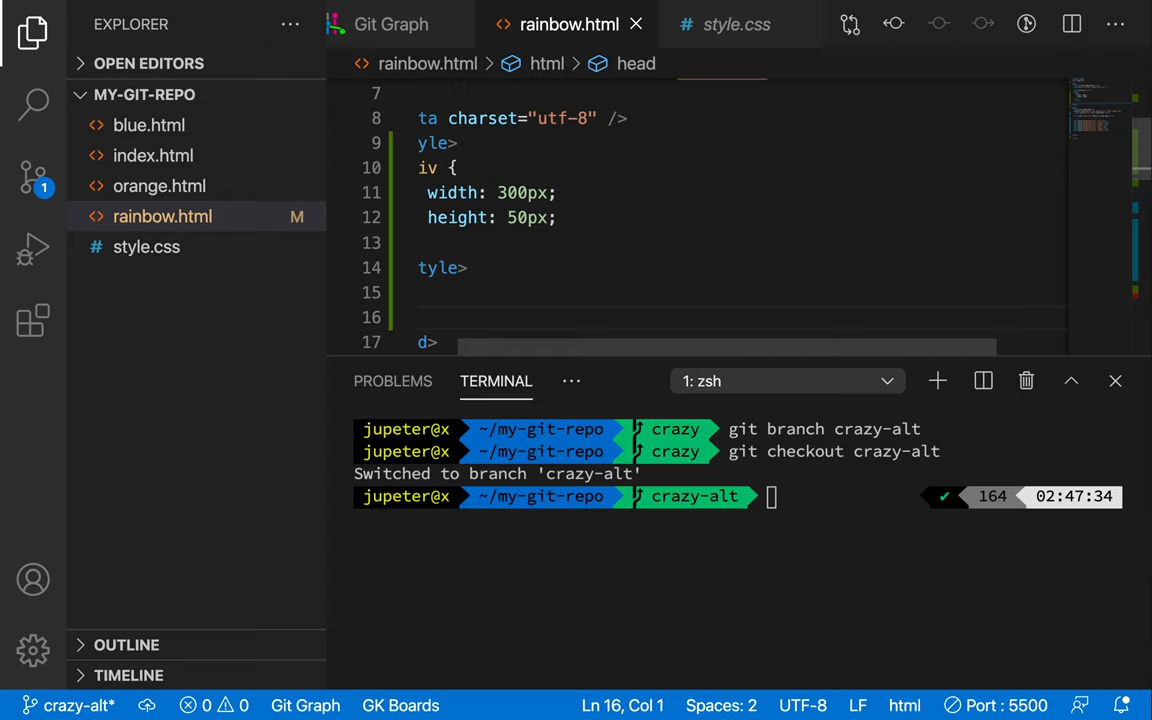 EXPLORER
OPEN EDITORS
MY-GIT-REPO
blue.html
index.html
orange.html
rainbow.html M
style.css
1
OUTLINE
TIMELINE
Git Graph
rainbow.html
# style.css
rainbow.html > html > head
7
8 ta charset="utf-8" />
9 yle>
10 iv {
11 width: 300px;
12 height: 50px;
13
14 tyle>
15
16
17 d>
PROBLEMS TERMINAL ... 1: zsh
jupeter@x ~/my-git-repo crazy git branch crazy-alt
jupeter@x ~/my-git-repo crazy git checkout crazy-alt
Switched to branch 'crazy-alt'
jupeter@x ~/my-git-repo crazy-alt ✔ 164 02:47:34
crazy-alt* 0 0 Git Graph GK Boards Ln 16, Col 1 Spaces: 2 UTF-8 LF html Port : 5500